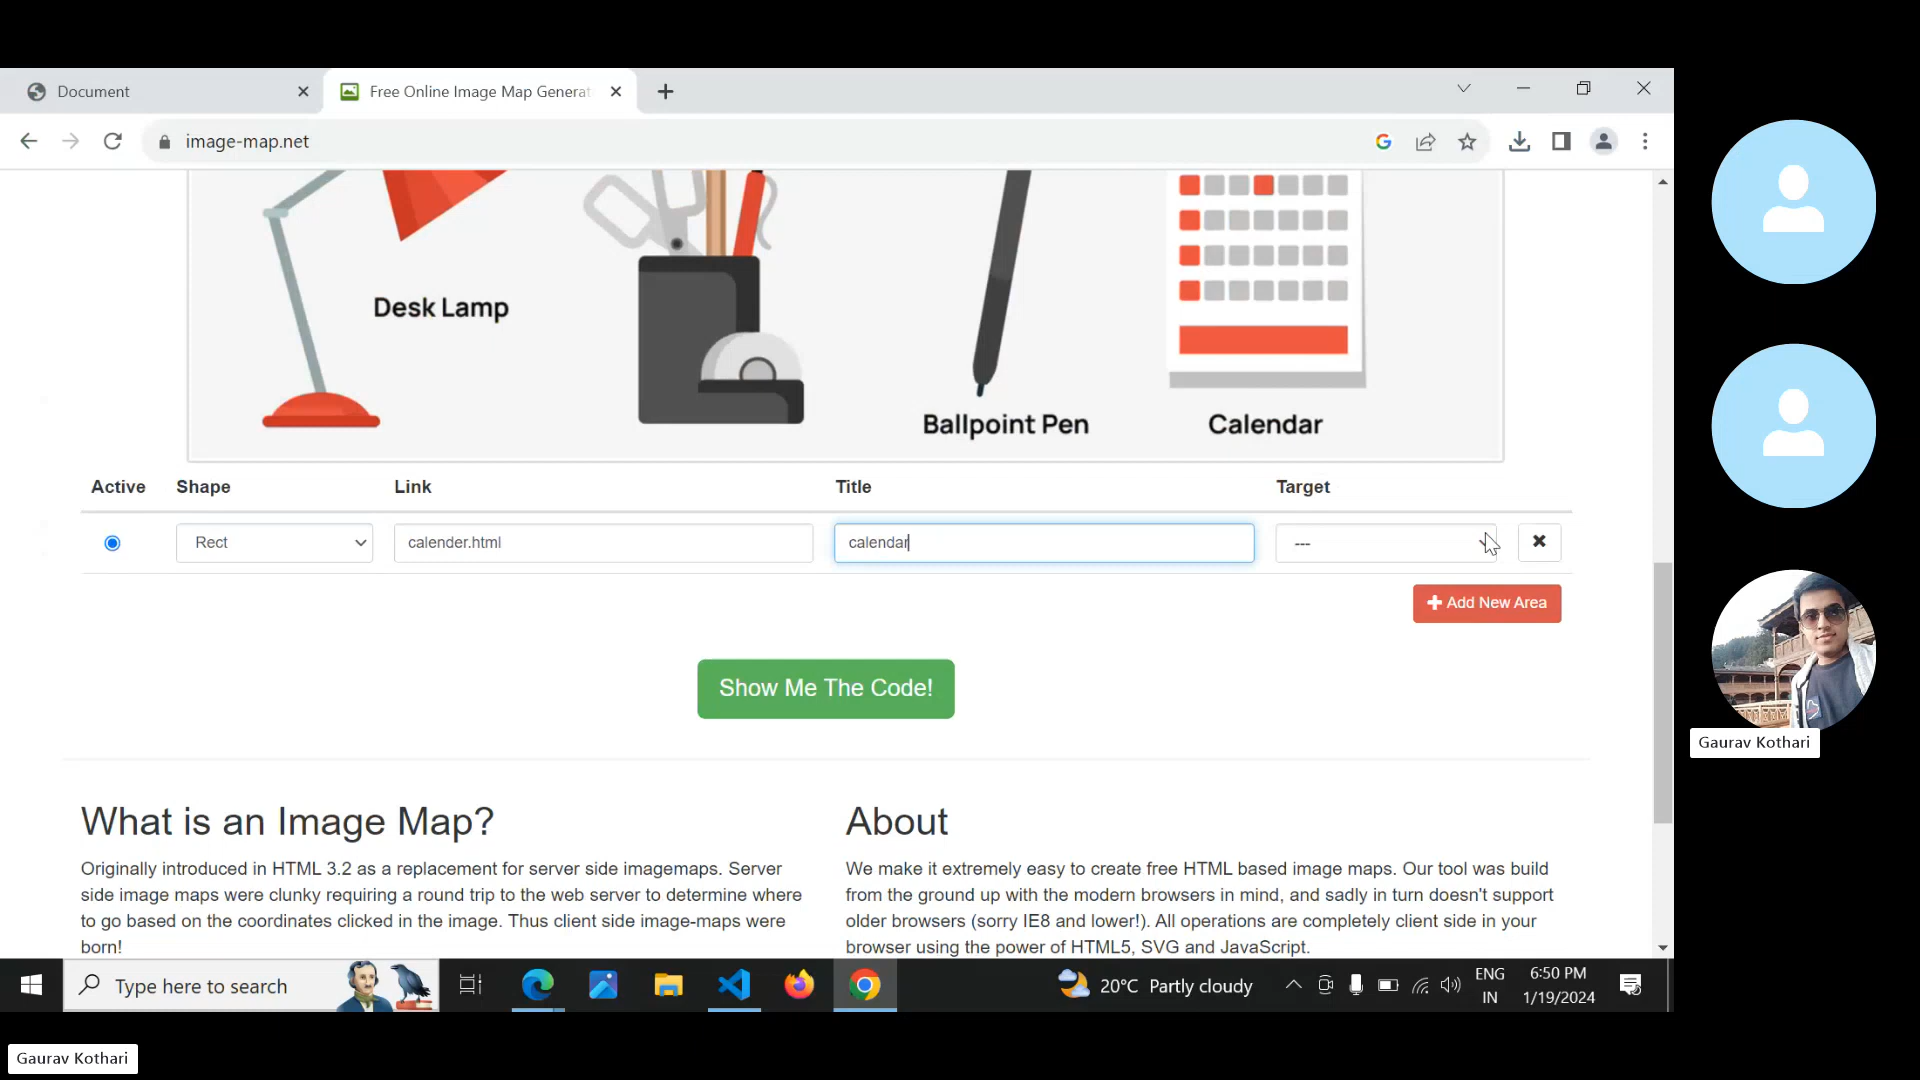 Document
Free Online Image Map Generat
image-map.net
Desk Lamp
Ballpoint Pen
Calendar
Active
Shape
Link
Title
Target
Rect
calender.html
calendar
---
Add New Area
Show Me The Code!
What is an Image Map?
Originally introduced in HTML 3.2 as a replacement for server side imagemaps. Server
side image maps were clunky requiring a round trip to the web server to determine where
to go based on the coordinates clicked in the image. Thus client side image-maps were
born!
About
We make it extremely easy to create free HTML based image maps. Our tool was build
from the ground up with the modern browsers in mind, and sadly in turn doesn't support
older browsers (sorry IE8 and lower!). All operations are completely client side in your
browser using the power of HTML5, SVG and JavaScript.
Type here to search
20°C Partly cloudy
ENG
IN
6:50 PM
1/19/2024
Gaurav Kothari
Gaurav Kothari